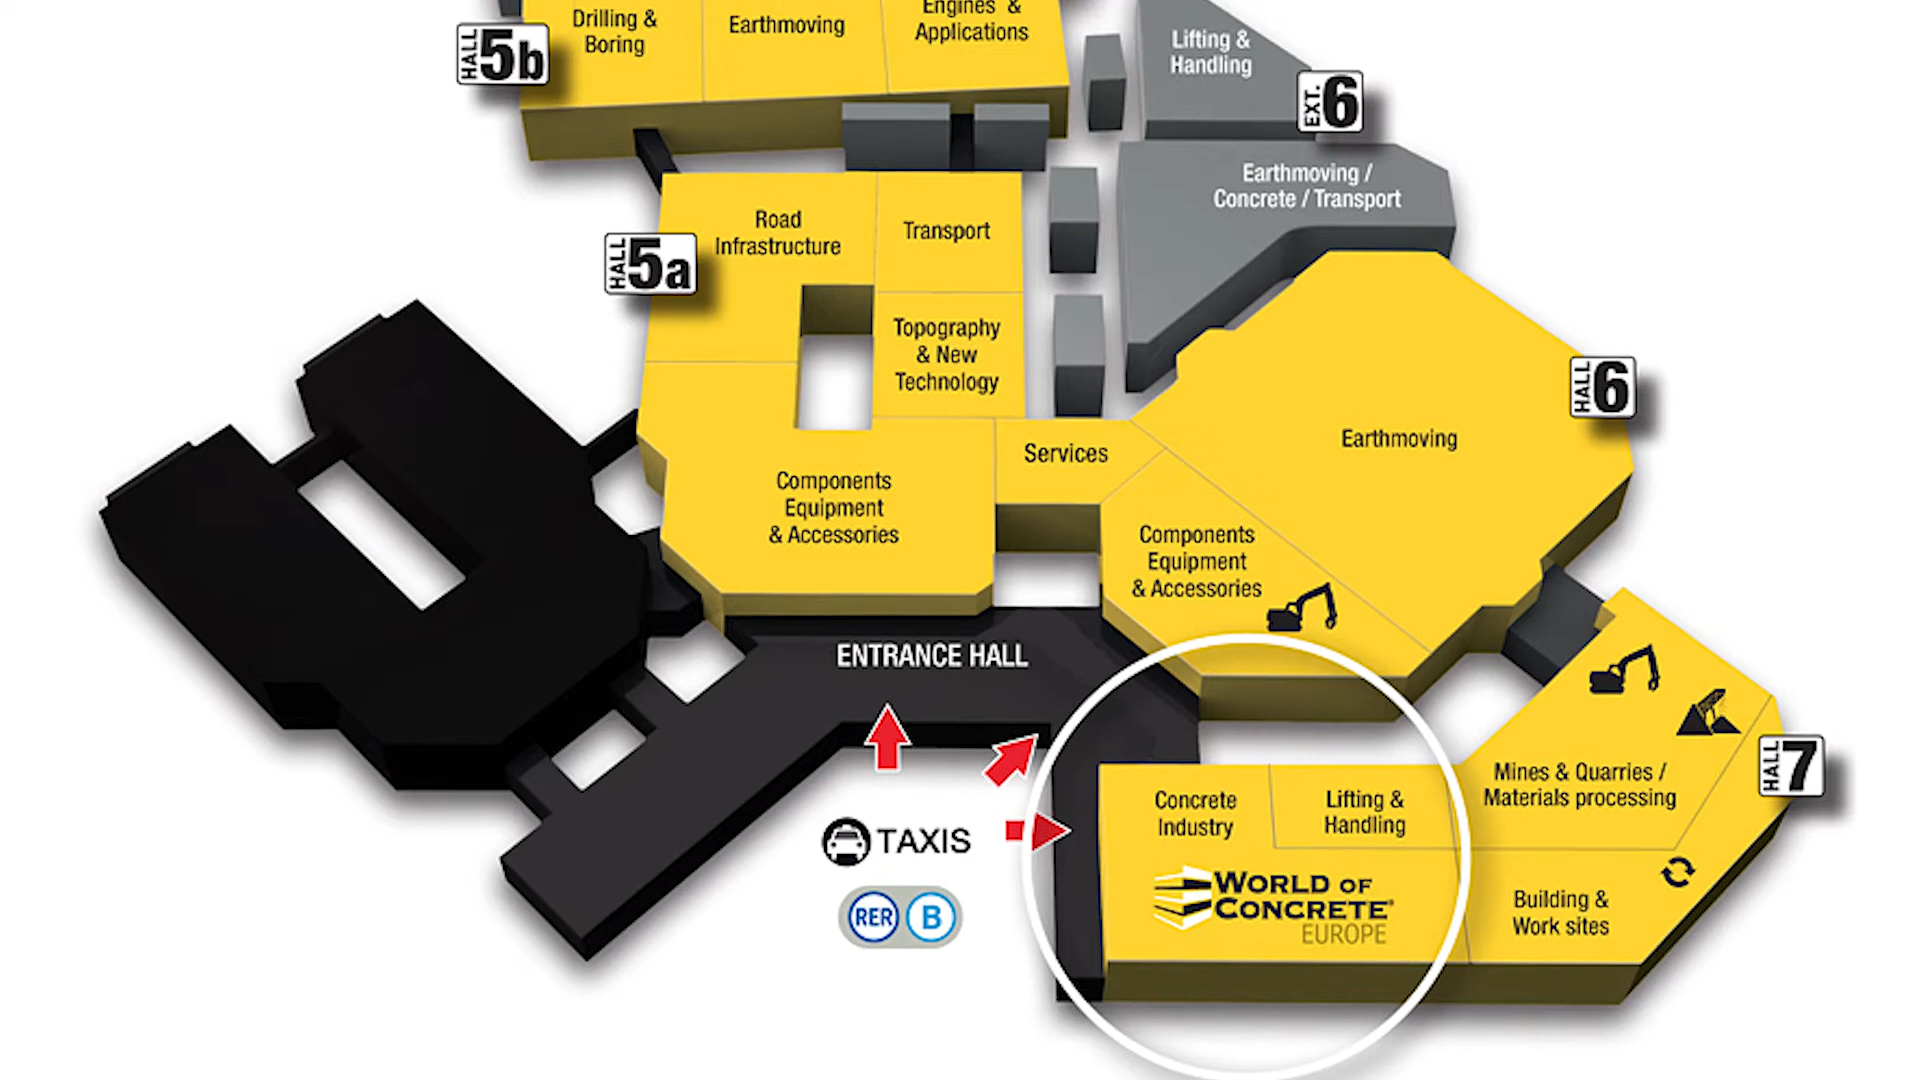 Drilling &
Boring
Earthmoving
Engines &
Applications
HALL 5b
Lifting &
Handling
EXT. 6
Earthmoving /
Concrete / Transport
Road
Infrastructure
Transport
HALL 5a
Topography
& New
Technology
HALL 6
Earthmoving
Services
Components
Equipment
& Accessories
Components
Equipment
& Accessories
ENTRANCE HALL
HALL 7
Mines & Quarries /
Materials processing
Concrete
Industry
Lifting &
Handling
TAXIS
RER B
WORLD OF
CONCRETE®
EUROPE
Building &
Work sites